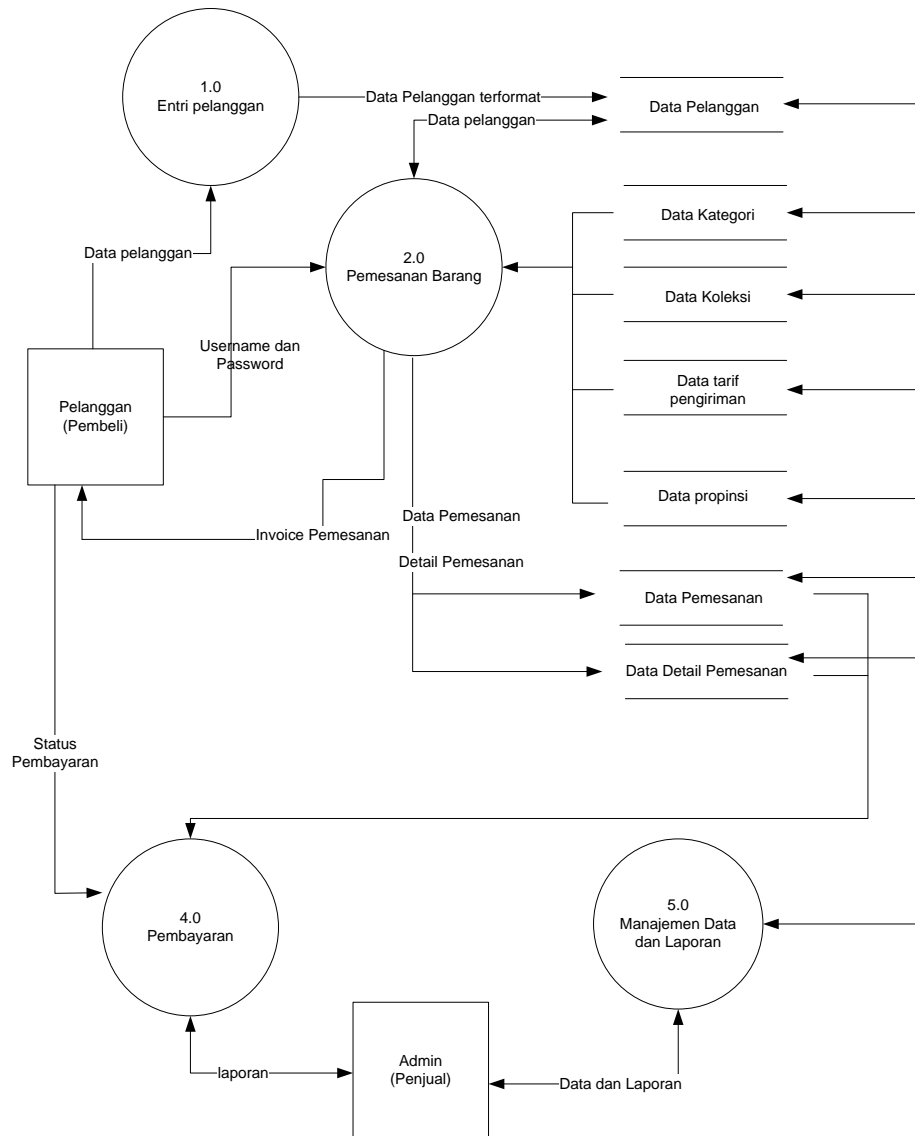 1.0
Entri pelanggan
Data Pelanggan terformat
Data Pelanggan
Data pelanggan
Data Kategori
Data pelanggan
2.0
Pemesanan Barang
Data Koleksi
Username dan
Password
Data tarif
pengiriman
Pelanggan
(Pembeli)
Data propinsi
Data Pemesanan
Invoice Pemesanan
Detail Pemesanan
Data Pemesanan
Data Detail Pemesanan
Status
Pembayaran
4.0
Pembayaran
5.0
Manajemen Data
dan Laporan
laporan
Admin
(Penjual)
Data dan Laporan